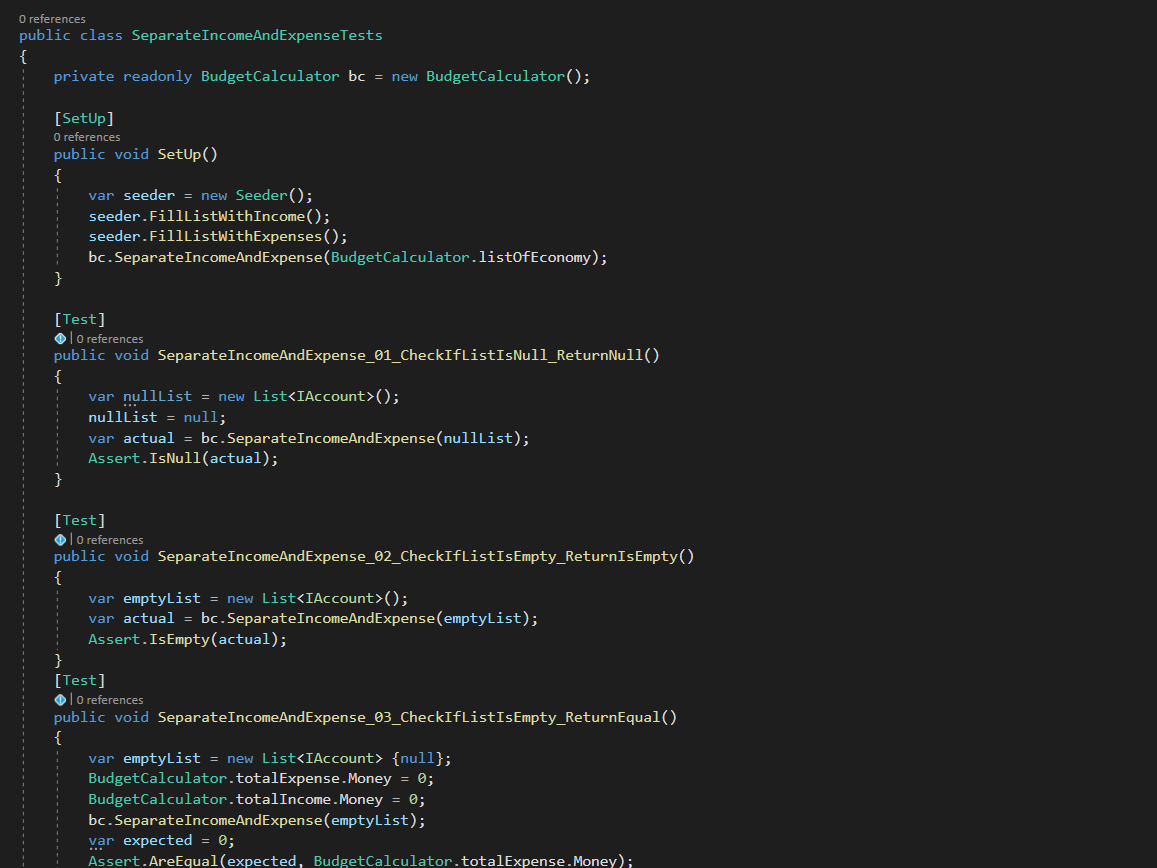 0 references
public class SeparateIncomeAndExpenseTests
{
private readonly BudgetCalculator bc = new BudgetCalculator();
[SetUp]
0 references
public void SetUp()
{
var seeder = new Seeder();
seeder.FillListWithIncome();
seeder.FillListWithExpenses();
bc.SeparateIncomeAndExpense(BudgetCalculator.listOfEconomy);
}
[Test]
| 0 references
public void SeparateIncomeAndExpense_01_CheckIfListIsNull_ReturnNull()
{
var nullList = new List<IAccount>();
nullList = null;
var actual = bc.SeparateIncomeAndExpense(nullList);
Assert.IsNull(actual);
}
[Test]
| 0 references
public void SeparateIncomeAndExpense_02_CheckIfListIsEmpty_ReturnIsEmpty()
{
var emptyList = new List<IAccount>();
var actual = bc.SeparateIncomeAndExpense(emptyList);
Assert.IsEmpty(actual);
}
[Test]
| 0 references
public void SeparateIncomeAndExpense_03_CheckIfListIsEmpty_ReturnEqual()
{
var emptyList = new List<IAccount> {null};
BudgetCalculator.totalExpense.Money = 0;
BudgetCalculator.totalIncome.Money = 0;
bc.SeparateIncomeAndExpense(emptyList);
var expected = 0;
Assert.AreEqual(expected, BudgetCalculator.totalExpense.Money);